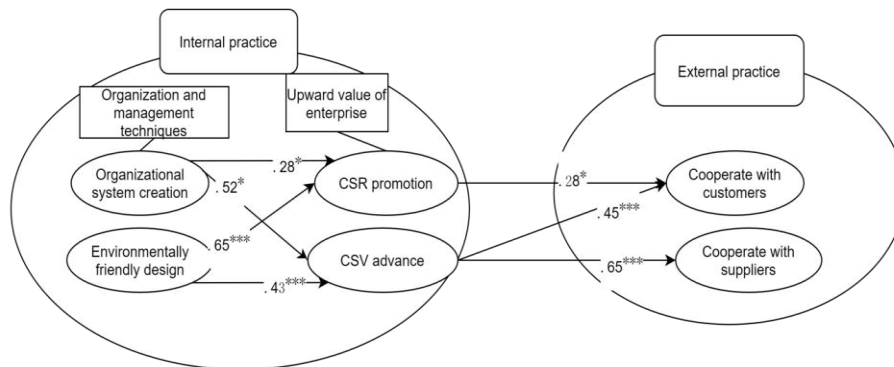 Internal practice
External practice
Organization and
management
techniques
Upward value of
enterprise
Organizational
system creation
.28*
CSR promotion
.28*
Cooperate with
customers
.52*
.45***
.65***
Environmentally
friendly design
CSV advance
.65***
Cooperate with
suppliers
.43***